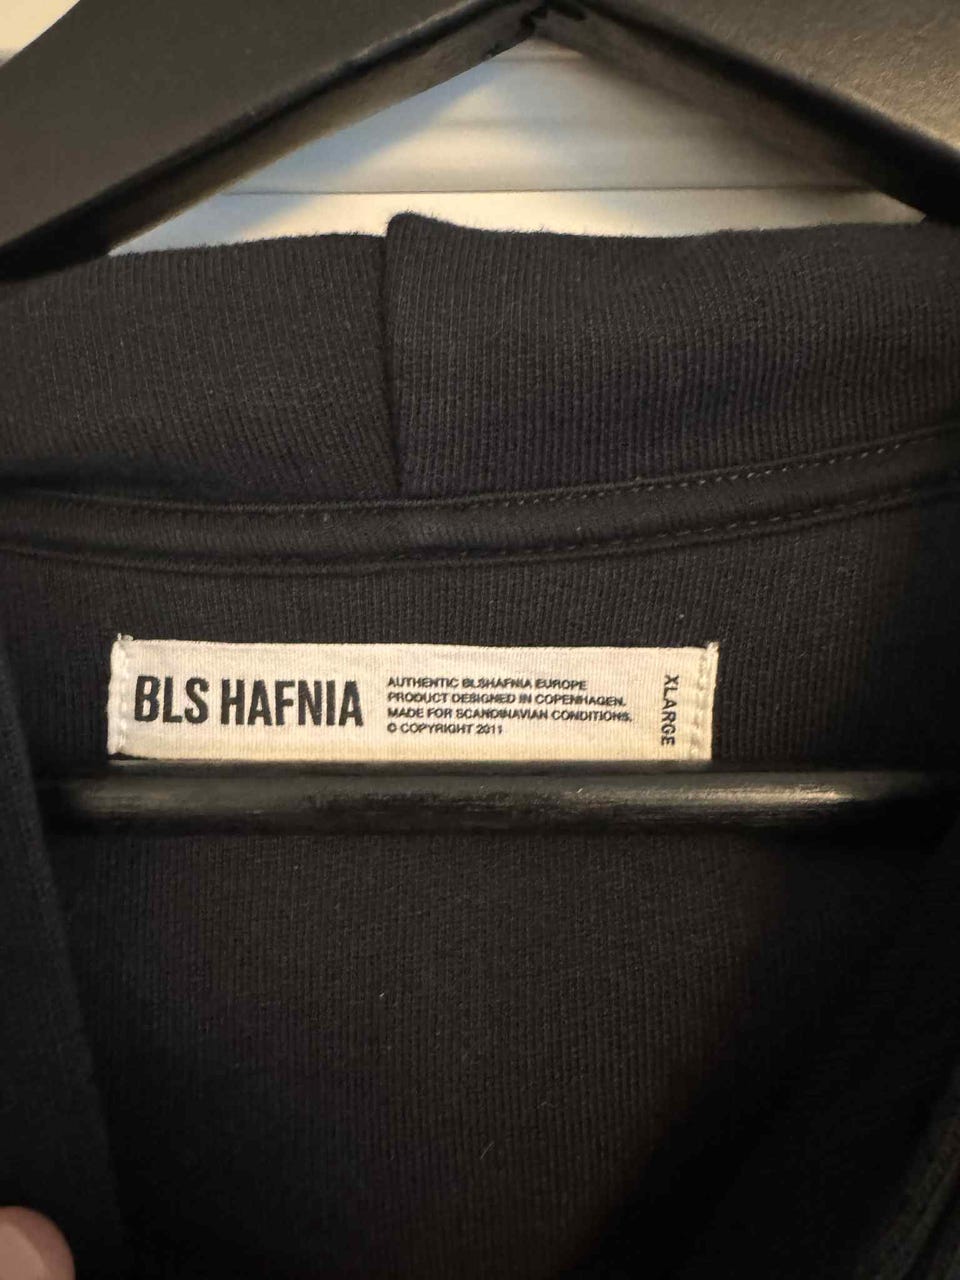 BLS HAFNIA
AUTHENTIC BLSHAFNIA EUROPE
PRODUCT DESIGNED IN COPENHAGEN.
MADE FOR SCANDINAVIAN CONDITIONS.
© COPYRIGHT 2011
XLARGE